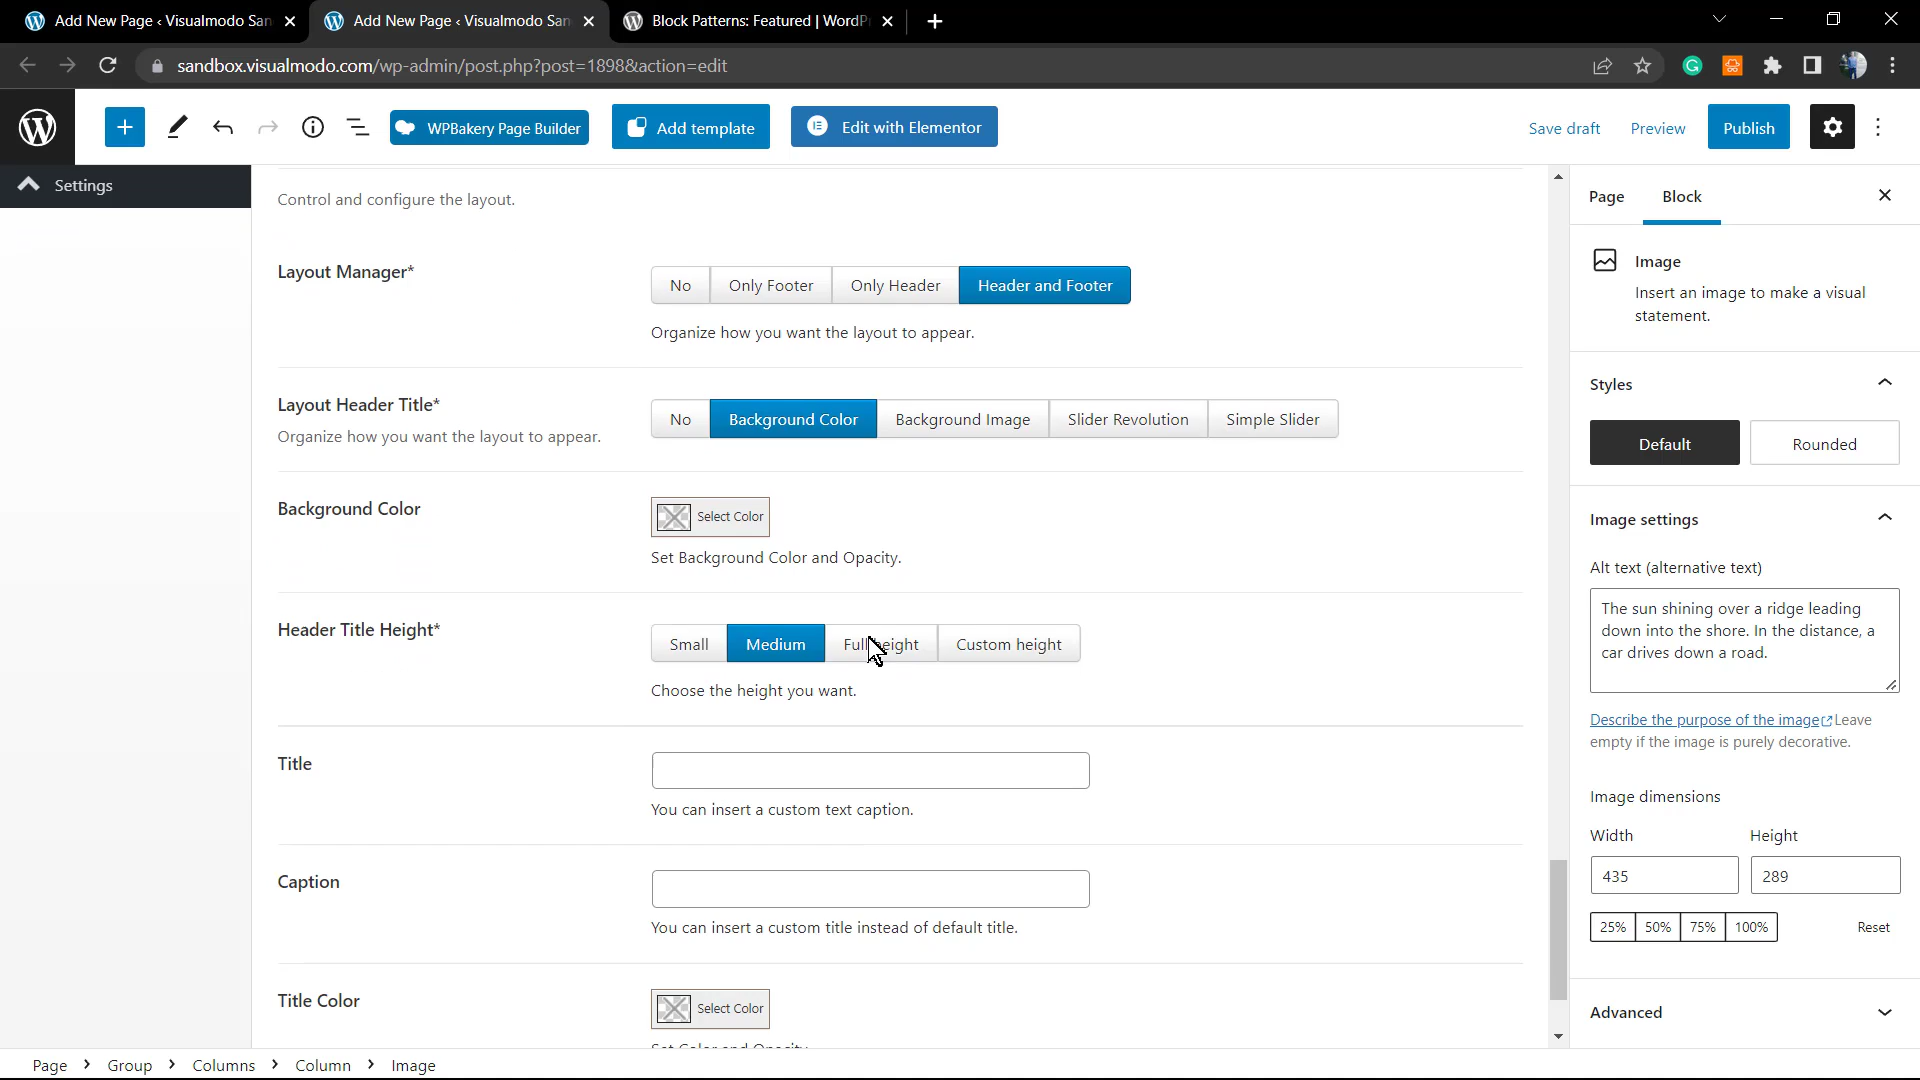 Add New Page ‹ Visualmodo San
Add New Page ‹ Visualmodo San
Block Patterns: Featured | WordP
sandbox.visualmodo.com/wp-admin/post.php?post=1898&action=edit
WPBakery Page Builder
Add template
Edit with Elementor
Save draft
Preview
Publish
Settings
Control and configure the layout.
Layout Manager*
No
Only Footer
Only Header
Header and Footer
Organize how you want the layout to appear.
Layout Header Title*
Organize how you want the layout to appear.
No
Background Color
Background Image
Slider Revolution
Simple Slider
Background Color
Select Color
Set Background Color and Opacity.
Header Title Height*
Small
Medium
Full height
Custom height
Choose the height you want.
Title
You can insert a custom text caption.
Caption
You can insert a custom title instead of default title.
Title Color
Select Color
Set Color and Opacity.
Page
Block
Image
Insert an image to make a visual
statement.
Styles
Default
Rounded
Image settings
Alt text (alternative text)
The sun shining over a ridge leading
down into the shore. In the distance, a
car drives down a road.
Describe the purpose of the image Leave
empty if the image is purely decorative.
Image dimensions
Width
Height
435
289
25%
50%
75%
100%
Reset
Advanced
Page
Group
Columns
Column
Image